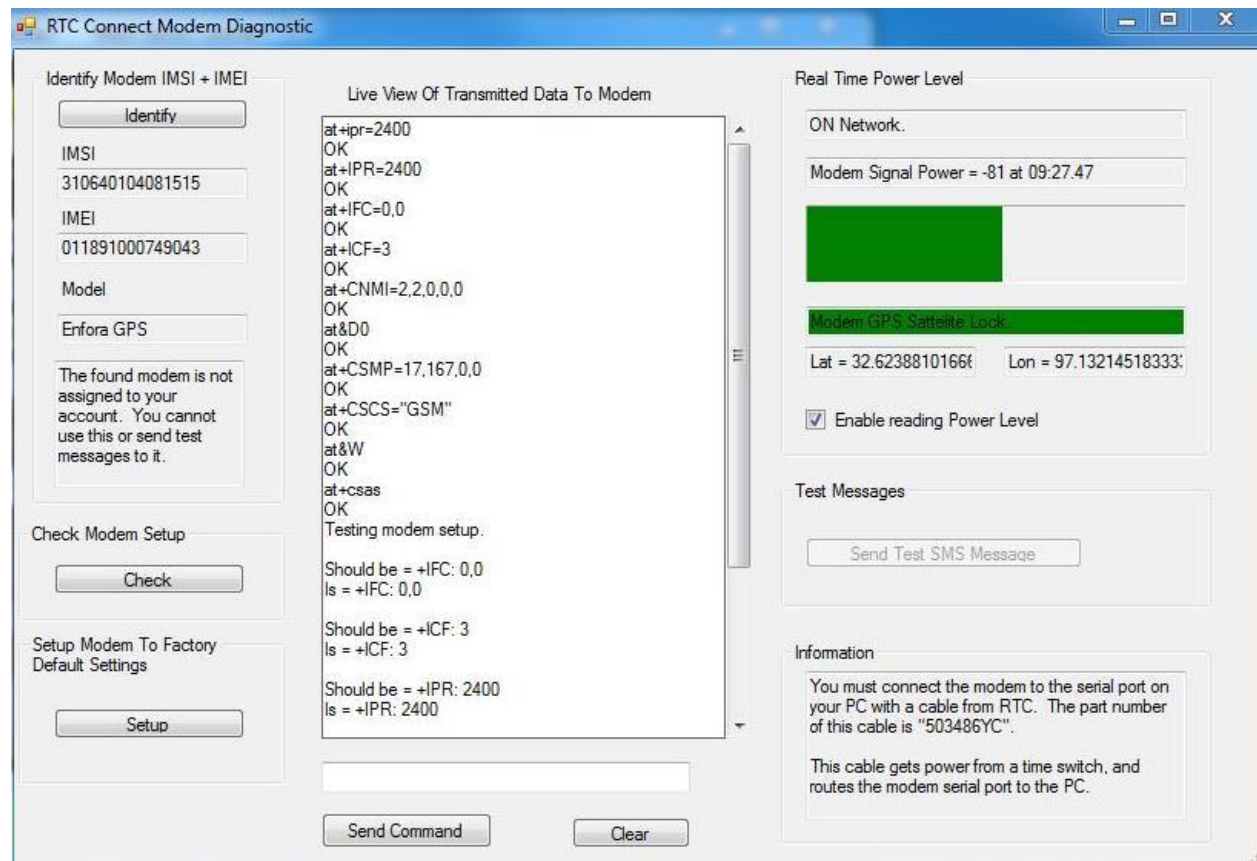 RTC Connect Modem Diagnostic
Identify Modem IMSI + IMEI
Identify
IMSI
310640104081515
IMEI
011891000749043
Model
Enfora GPS
The found modem is not
assigned to your
account. You cannot
use this or send test
messages to it.
Check Modem Setup
Check
Setup Modem To Factory
Default Settings
Setup
Live View Of Transmitted Data To Modem
at+ipr=2400
OK
at+IPR=2400
OK
at+IFC=0,0
OK
at+ICF=3
OK
at+CNMI=2,2,0,0,0
OK
at&D0
OK
at+CSMP=17,167,0,0
OK
at+CSCS="GSM"
OK
at&W
OK
at+csas
OK
Testing modem setup.
Should be = +IFC: 0,0
Is = +IFC: 0,0
Should be = +ICF: 3
Is = +ICF: 3
Should be = +IPR: 2400
Is = +IPR: 2400
Send Command
Clear
Real Time Power Level
ON Network.
Modem Signal Power = -81 at 09:27.47
Modem GPS Sattelite Lock.
Lat = 32.62388101666
Lon = 97.13214518333
Enable reading Power Level
Test Messages
Send Test SMS Message
Information
You must connect the modem to the serial port on
your PC with a cable from RTC. The part number
of this cable is "503486YC".
This cable gets power from a time switch, and
routes the modem serial port to the PC.